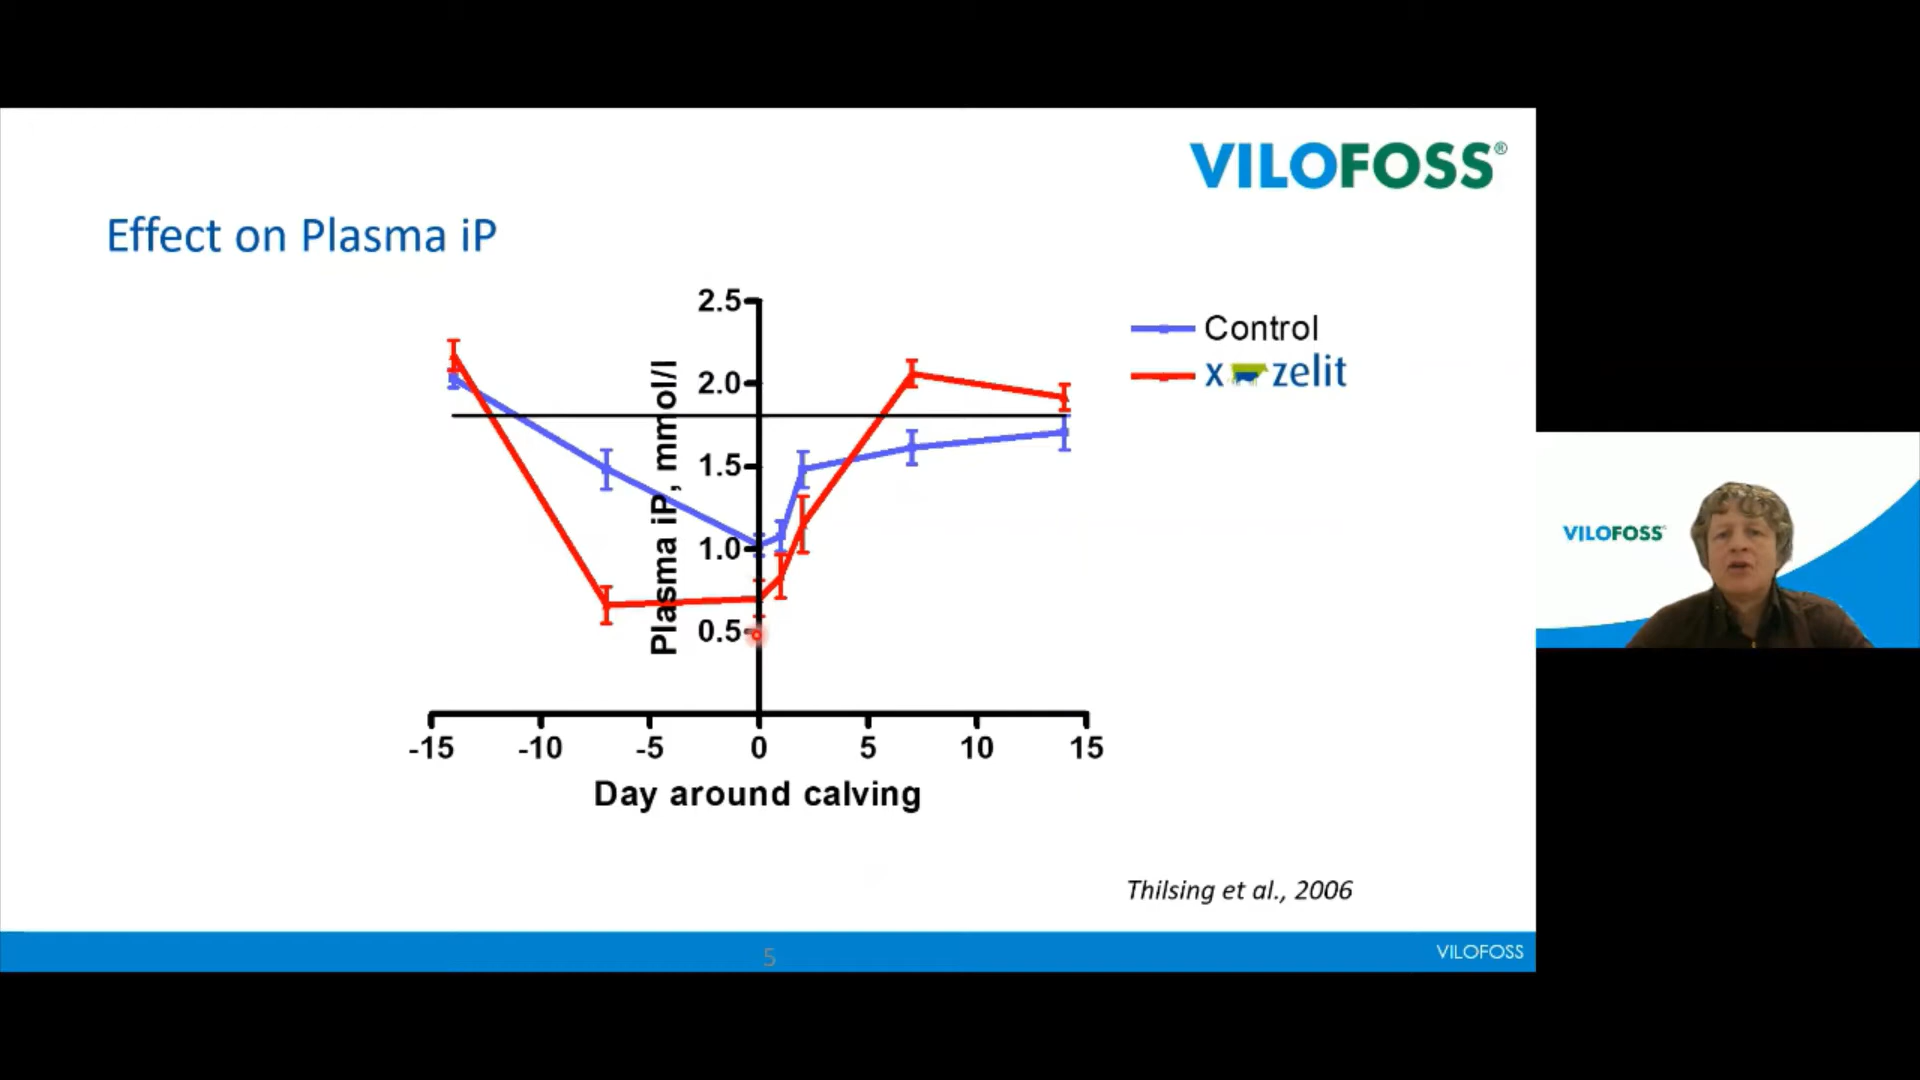 VILOFOSS®
Effect on Plasma iP
Plasma iP, mmol/l
2.5
2.0
1.5
1.0
0.5
-15 -10 -5 0 5 10 15
Day around calving
Control
x zelit
Thilsing et al., 2006
5
VILOFOSS
VILOFOSS®